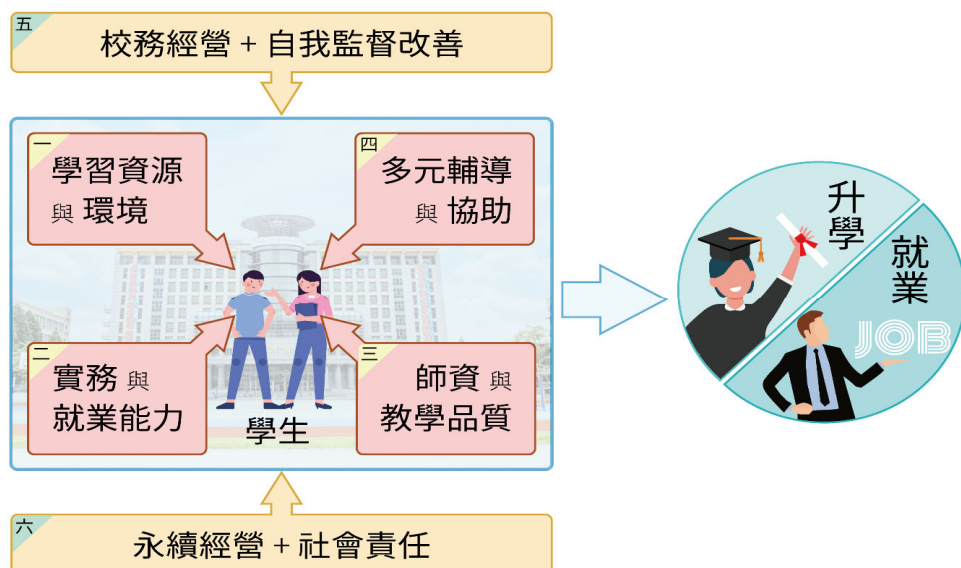 五
校務經營 + 自我監督改善
一
學習資源
與 環境
四
多元輔導
與 協助
二
實務 與
就業能力
三
師資 與
教學品質
學生
升學
就業
JOB
六
永續經營 + 社會責任